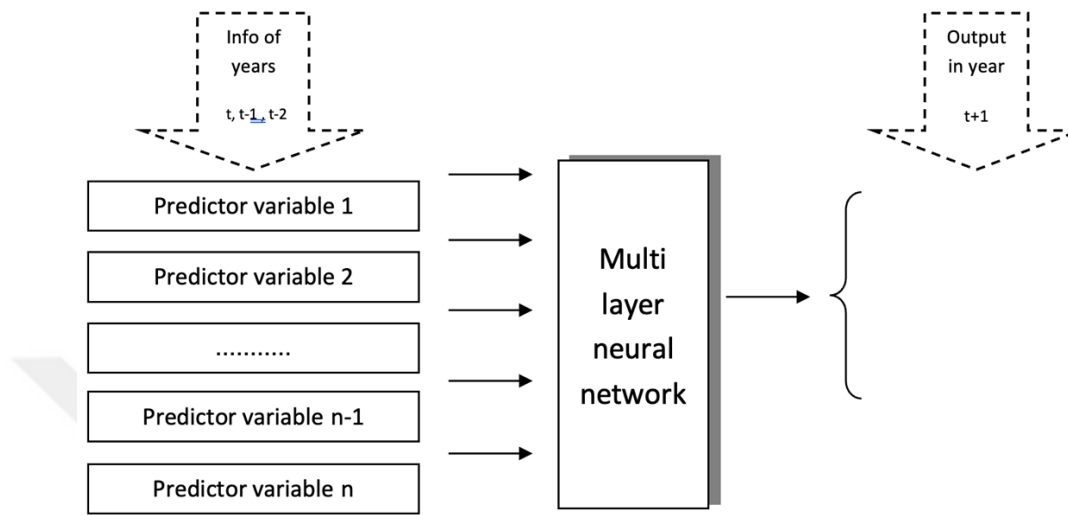 Info of
years
t, t-1 , t-2
Output
in year
t+1
Predictor variable 1
Predictor variable 2
...........
Predictor variable n-1
Predictor variable n
Multi
layer
neural
network